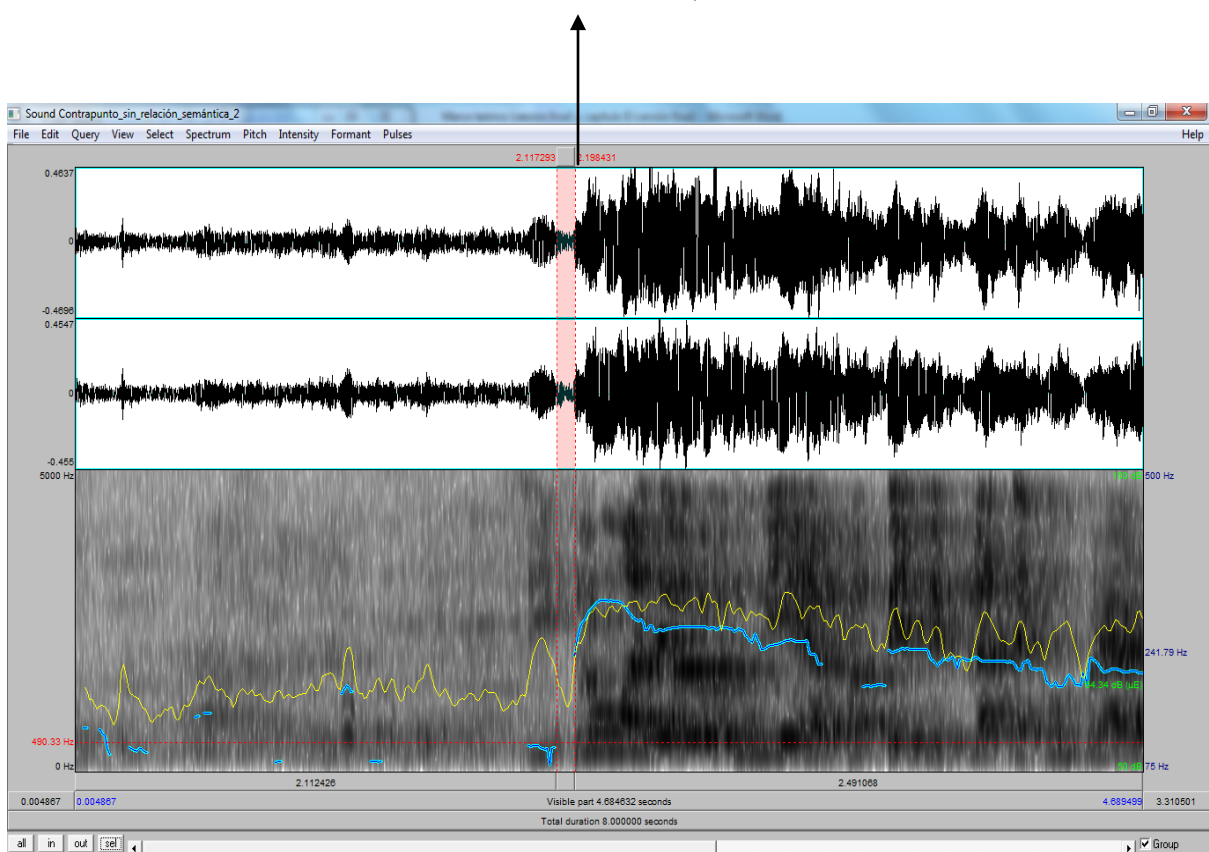 Sound Contrapunto_sin_relación_semántica_2
File Edit Query View Select Spectrum Pitch Intensity Formant Pulses Help
2.117293 2.198431
0.4637
0
-0.4696
0.4547
0
-0.455
5000 Hz 500 Hz
241.79 Hz
490.33 Hz
0 Hz 75 Hz
2.112426 2.491068
0.004867 0.004867 Visible part 4.684632 seconds 4.689499 3.310501
Total duration 8.000000 seconds
all in out sel Group